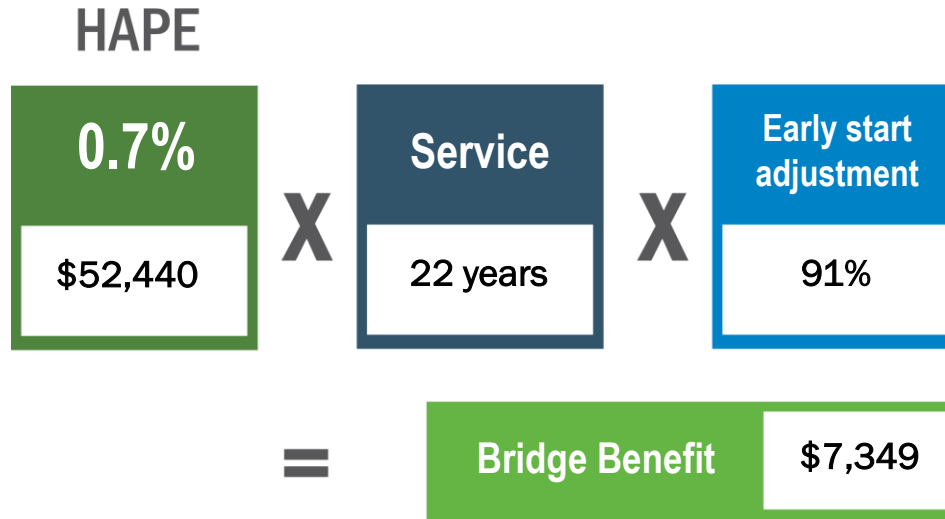 HAPE
0.7%
$52,440
X
Service
22 years
X
Early start
adjustment
91%
=
Bridge Benefit
$7,349